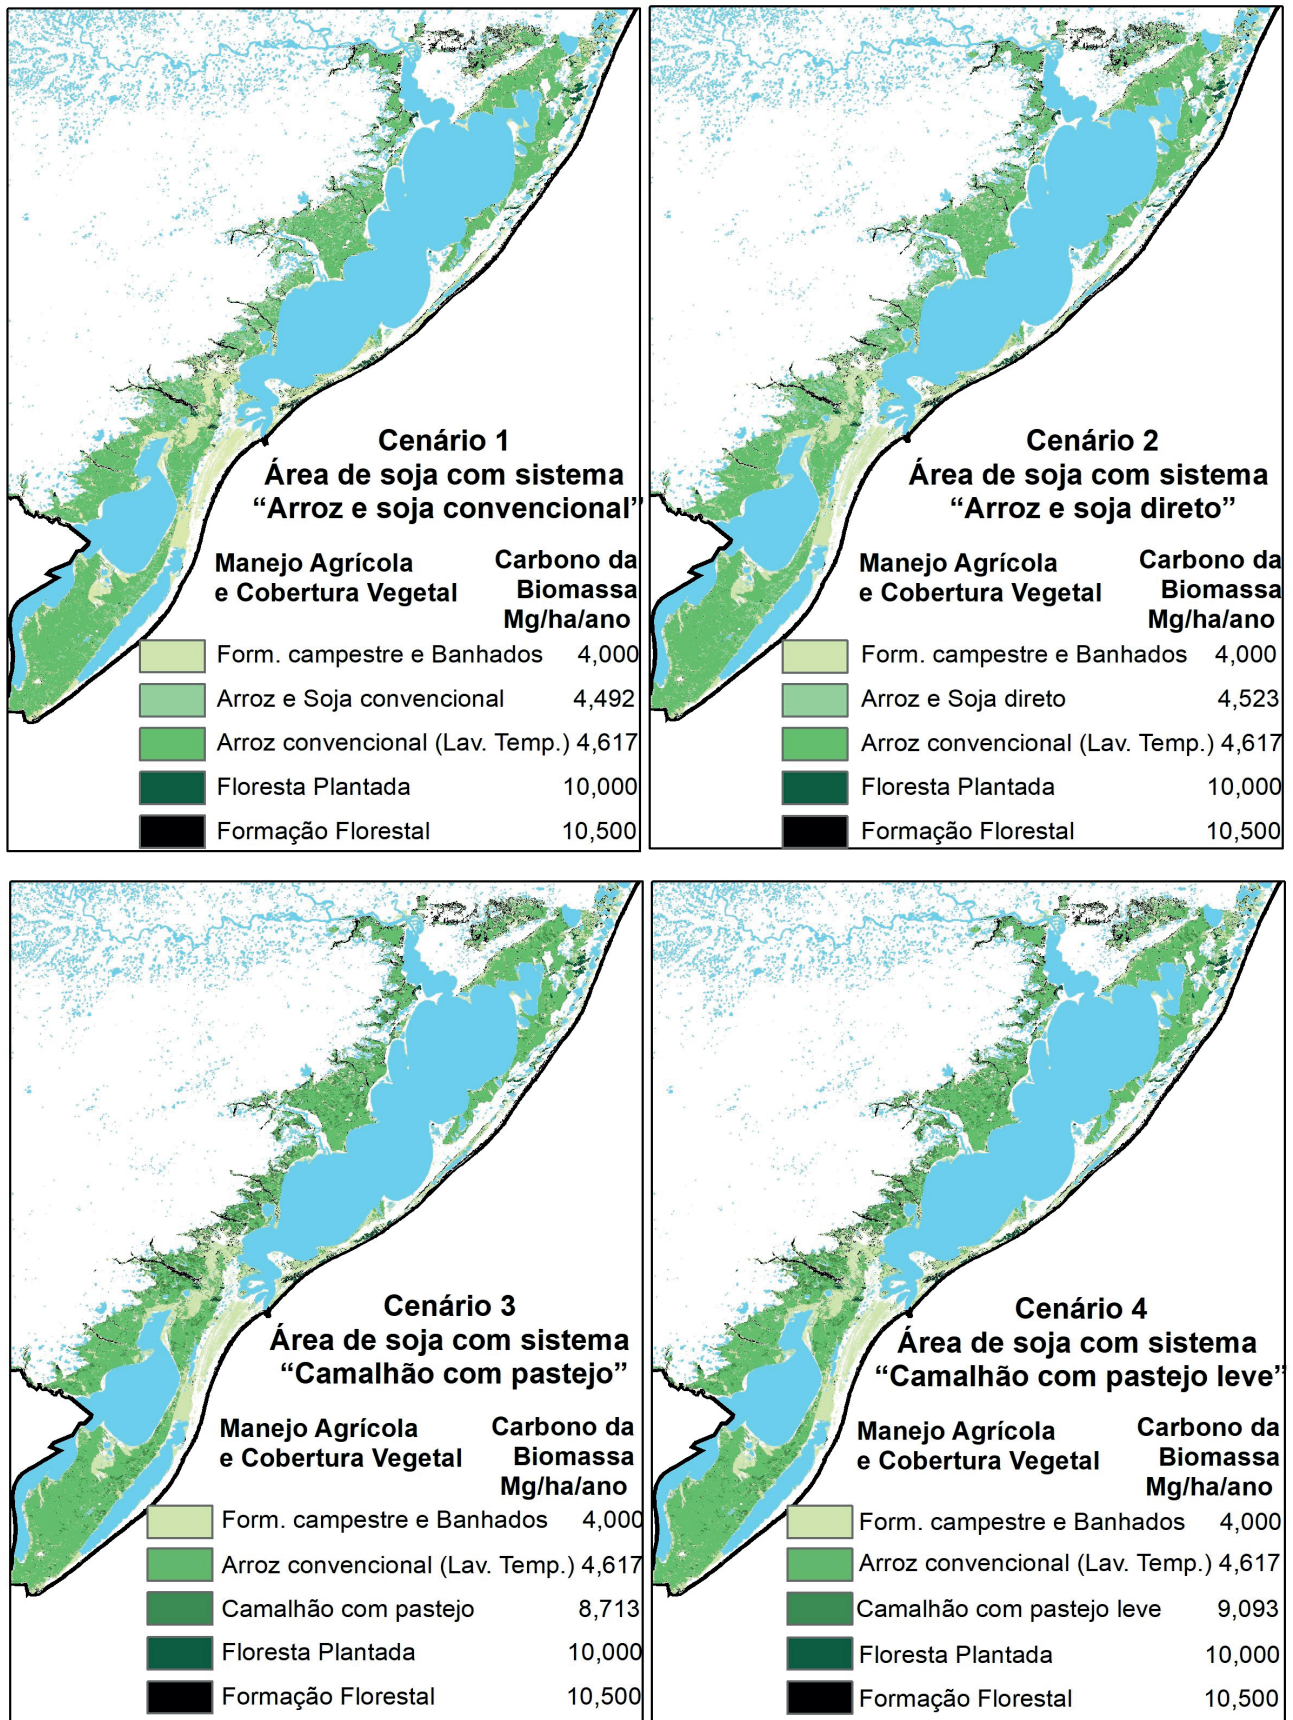 Cenário 1
Área de soja com sistema
“Arroz e soja convencional”
Manejo Agrícola
e Cobertura Vegetal
Carbono da
Biomassa
Mg/ha/ano
Form. campestre e Banhados 4,000
Arroz e Soja convencional 4,492
Arroz convencional (Lav. Temp.) 4,617
Floresta Plantada 10,000
Formação Florestal 10,500
Cenário 2
Área de soja com sistema
“Arroz e soja direto”
Manejo Agrícola
e Cobertura Vegetal
Carbono da
Biomassa
Mg/ha/ano
Form. campestre e Banhados 4,000
Arroz e Soja direto 4,523
Arroz convencional (Lav. Temp.) 4,617
Floresta Plantada 10,000
Formação Florestal 10,500
Cenário 3
Área de soja com sistema
“Camalhão com pastejo”
Manejo Agrícola
e Cobertura Vegetal
Carbono da
Biomassa
Mg/ha/ano
Form. campestre e Banhados 4,000
Arroz convencional (Lav. Temp.) 4,617
Camalhão com pastejo 8,713
Floresta Plantada 10,000
Formação Florestal 10,500
Cenário 4
Área de soja com sistema
“Camalhão com pastejo leve”
Manejo Agrícola
e Cobertura Vegetal
Carbono da
Biomassa
Mg/ha/ano
Form. campestre e Banhados 4,000
Arroz convencional (Lav. Temp.) 4,617
Camalhão com pastejo leve 9,093
Floresta Plantada 10,000
Formação Florestal 10,500